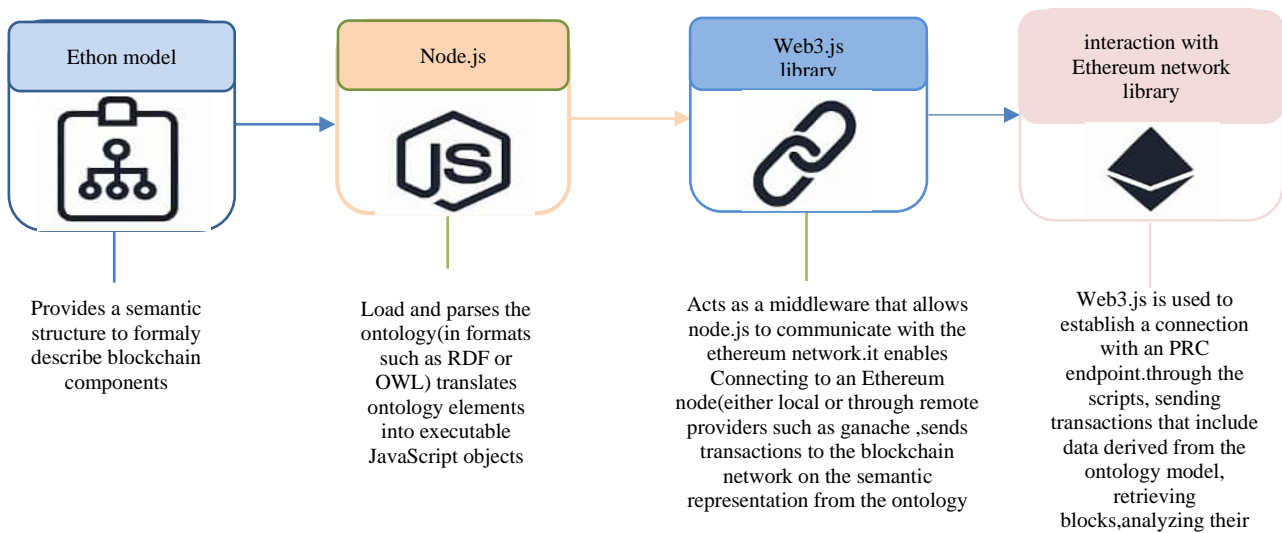 Ethon model
Provides a semantic
structure to formaly
describe blockchain
components
Node.js
JS
Load and parses the
ontology(in formats
such as RDF or
OWL) translates
ontology elements
into executable
JavaScript objects
Web3.js
library
Acts as a middleware that allows
node.js to communicate with the
ethereum network.it enables
Connecting to an Ethereum
node(either local or through remote
providers such as ganache ,sends
transactions to the blockchain
network on the semantic
representation from the ontology
interaction with
Ethereum network
library
Web3.js is used to
establish a connection
with an PRC
endpoint.through the
scripts, sending
transactions that include
data derived from the
ontology model,
retrieving
blocks,analyzing their